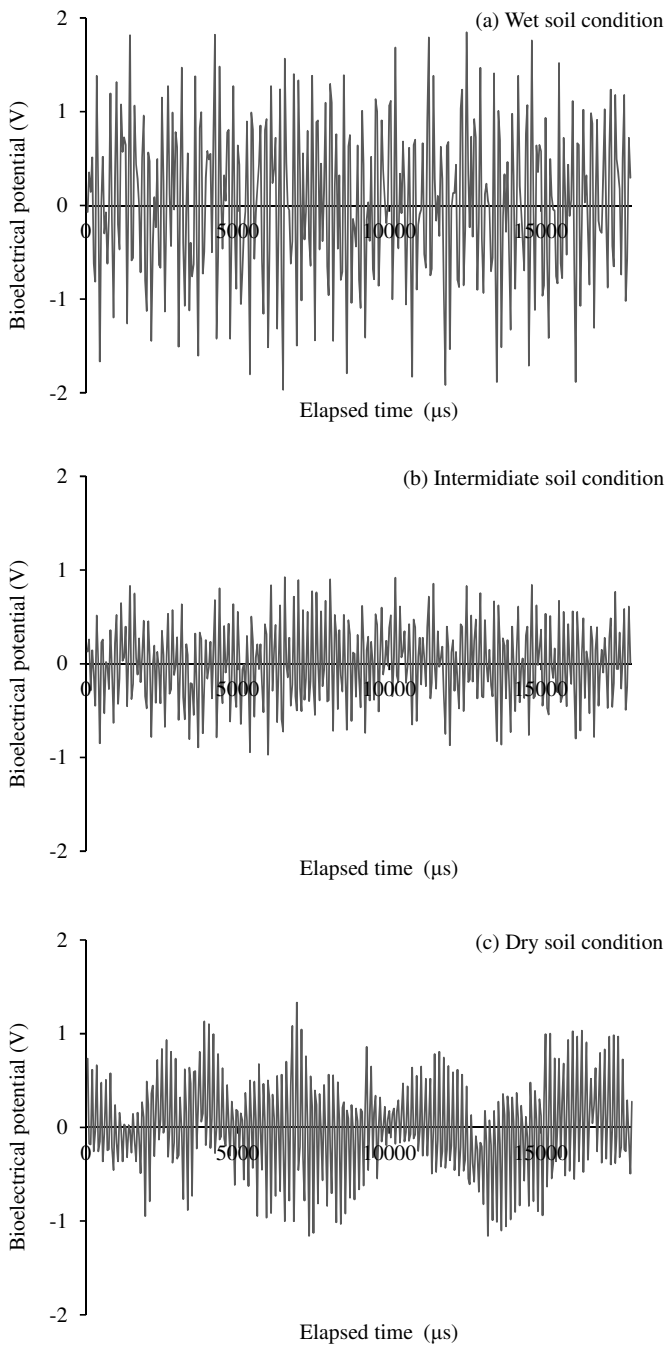 (a) Wet soil condition
Bioelectrical potential (V)
2
1
0
-1
-2
0 5000 10000 15000
Elapsed time (μs)
(b) Intermidiate soil condition
Bioelectrical potential (V)
2
1
0
-1
-2
0 5000 10000 15000
Elapsed time (μs)
(c) Dry soil condition
Bioelectrical potential (V)
2
1
0
-1
-2
0 5000 10000 15000
Elapsed time (μs)